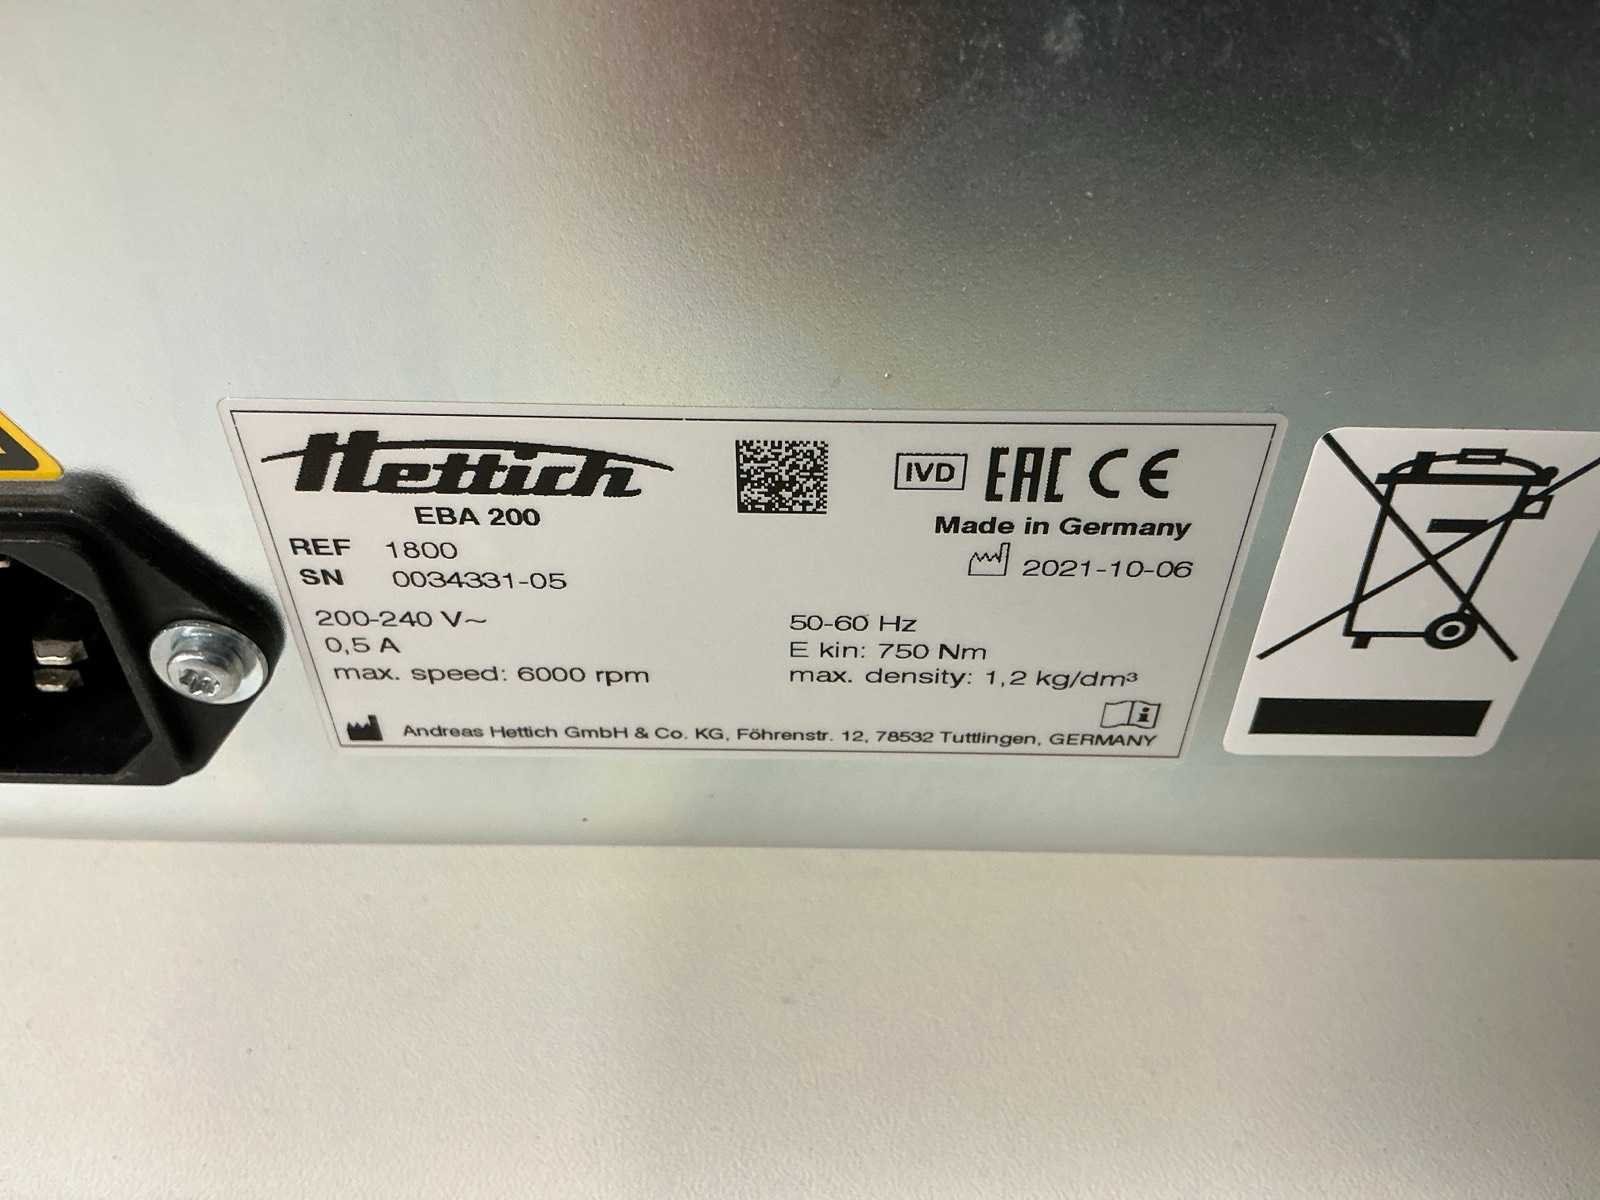 Hettich
EBA 200
IVD EAC CE
Made in Germany
2021-10-06
REF 1800
SN 0034331-05
200-240 V~ 50-60 Hz
0,5 A E kin: 750 Nm
max. speed: 6000 rpm max. density: 1,2 kg/dm³
Andreas Hettich GmbH & Co. KG, Föhrenstr. 12, 78532 Tuttlingen, GERMANY